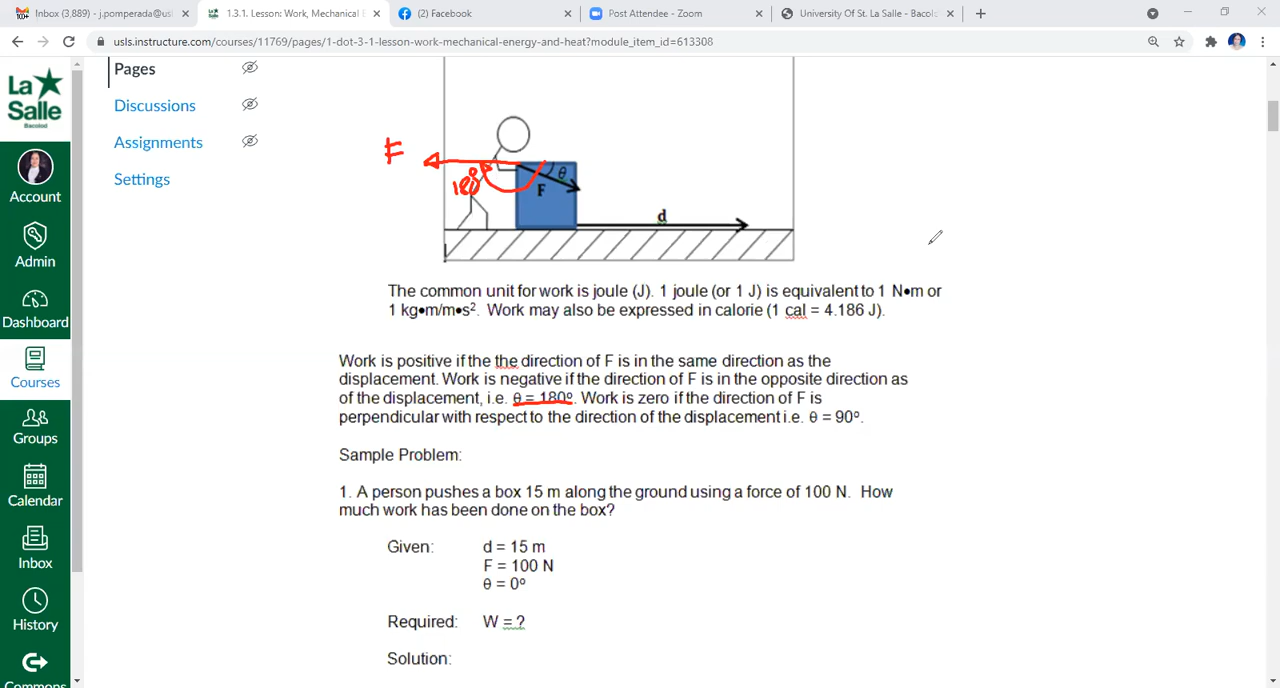 Inbox (3,889) - j.pomperada@usl
1.3.1. Lesson: Work, Mechanical E
(2) Facebook
Post Attendee - Zoom
University Of St. La Salle - Bacolo
usls.instructure.com/courses/11769/pages/1-dot-3-1-lesson-work-mechanical-energy-and-heat?module_item_id=613308
La Salle
Bacolod
Account
Admin
Dashboard
Courses
Groups
Calendar
Inbox
History
Commons
Pages
Discussions
Assignments
Settings
F
180°
θ
F
d
The common unit for work is joule (J). 1 joule (or 1 J) is equivalent to 1 N•m or
1 kg•m/m•s². Work may also be expressed in calorie (1 cal = 4.186 J).
Work is positive if the the direction of F is in the same direction as the
displacement. Work is negative if the direction of F is in the opposite direction as
of the displacement, i.e. θ = 180º. Work is zero if the direction of F is
perpendicular with respect to the direction of the displacement i.e. θ = 90º.
Sample Problem:
1. A person pushes a box 15 m along the ground using a force of 100 N. How
much work has been done on the box?
Given: d = 15 m
F = 100 N
θ = 0º
Required: W = ?
Solution: